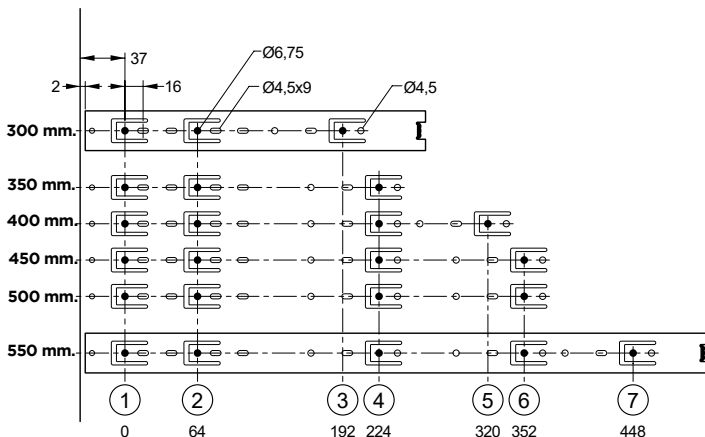 37
Ø6,75
2
16
Ø4,5x9
Ø4,5
300 mm.
350 mm.
400 mm.
450 mm.
500 mm.
550 mm.
1 2 3 4 5 6 7
0 64 192 224 320 352 448